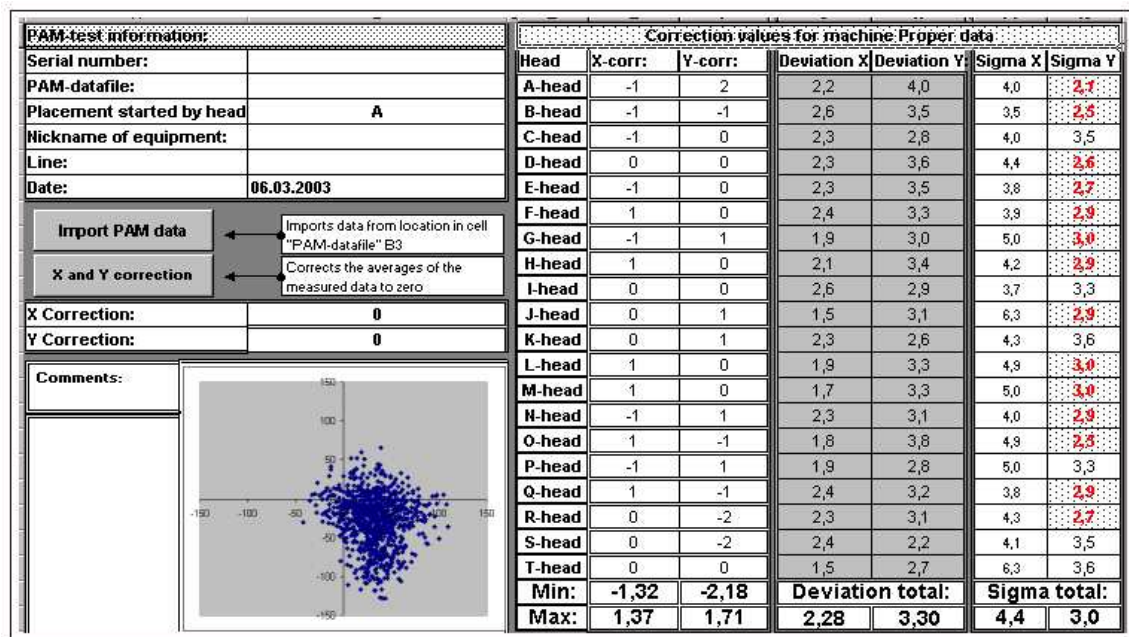 PAM-test information:
Serial number:
PAM-datafile:
Placement started by head A
Nickname of equipment:
Line:
Date: 06.03.2003
Import PAM data
Imports data from location in cell
"PAM-datafile" B3
X and Y correction
Corrects the averages of the
measured data to zero
X Correction: 0
Y Correction: 0
Comments:
150
100
50
-150 -100 -50 50 100 150
-50
-100
-150
Correction values for machine Proper data
Head X-corr: Y-corr: Deviation X Deviation Y: Sigma X Sigma Y
A-head -1 2 2,2 4,0 4,0 2,1
B-head -1 -1 2,6 3,5 3,5 2,5
C-head -1 0 2,3 2,8 4,0 3,5
D-head 0 0 2,3 3,6 4,4 2,6
E-head -1 0 2,3 3,5 3,8 2,7
F-head 1 0 2,4 3,3 3,9 2,9
G-head -1 1 1,9 3,0 5,0 3,0
H-head 1 0 2,1 3,4 4,2 2,9
I-head 0 0 2,6 2,9 3,7 3,3
J-head 0 1 1,5 3,1 6,3 2,9
K-head 0 1 2,3 2,6 4,3 3,6
L-head 1 0 1,9 3,3 4,9 3,0
M-head 1 0 1,7 3,3 5,0 3,0
N-head -1 1 2,3 3,1 4,0 2,9
O-head 1 -1 1,8 3,8 4,9 2,5
P-head -1 1 1,9 2,8 5,0 3,3
Q-head 1 -1 2,4 3,2 3,8 2,9
R-head 0 -2 2,3 3,1 4,3 2,7
S-head 0 -2 2,4 2,2 4,1 3,5
T-head 0 0 1,5 2,7 6,3 3,6
Min: -1,32 -2,18 Deviation total: Sigma total:
Max: 1,37 1,71 2,28 3,30 4,4 3,0